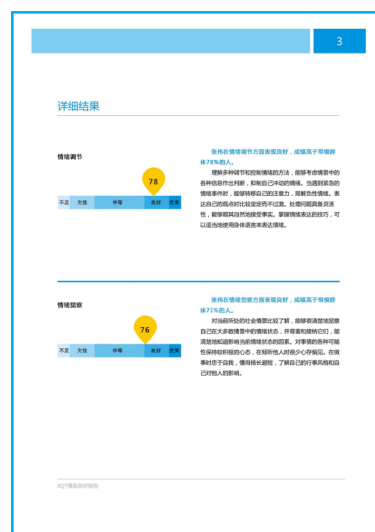 3
详细结果
情绪调节
78
不足 欠佳 中等 良好 优秀
张伟在情绪调节方面表现良好，成绩高于常模群
体78%的人。
理解多种调节和控制情绪的方法，能够考虑情景中的
各种信息作出判断，抑制自己冲动的情绪。当遇到紧急的
情绪事件时，能够转移自己的注意力，排解负性情绪。表
达自己的观点时比较坚定而不过激。处理问题具备灵活
性，能够顺其自然地接受事实。掌握情绪表达的技巧，可
以适当地使用身体语言来表达情绪。
情绪觉察
76
不足 欠佳 中等 良好 优秀
张伟在情绪觉察方面表现良好，成绩高于常模群
体71%的人。
对当前所处的社会情景比较了解，能够很清楚地觉察
自己在大多数情景中的情绪状态，并尊重和接纳它们，能
清楚地知道影响当前情绪状态的因素。对事情的各种可能
性保持较积极的心态，在倾听他人时很少心存偏见。在做
事时忠于自我，懂得扬长避短，了解自己的行事风格和自
己对他人的影响。